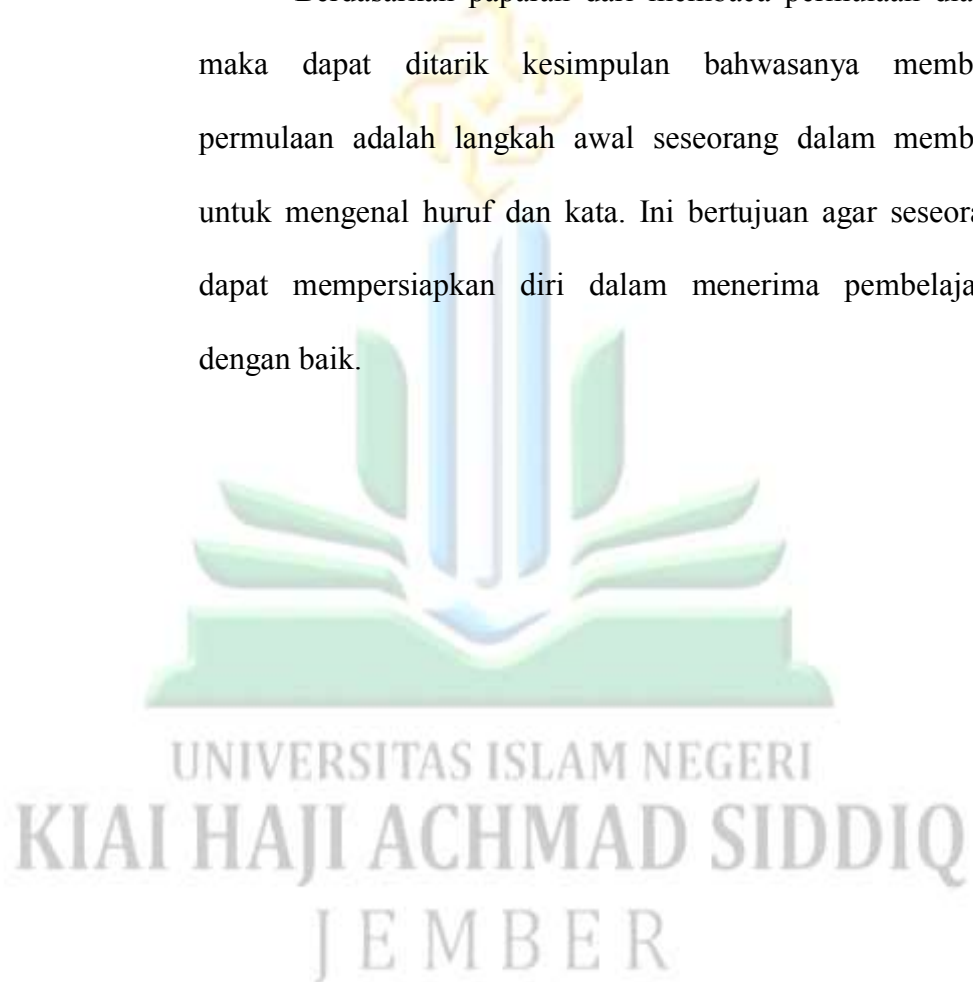 maka dapat ditarik kesimpulan bahwasanya memb
permulaan adalah langkah awal seseorang dalam memb
untuk mengenal huruf dan kata. Ini bertujuan agar seseor
dapat mempersiapkan diri dalam menerima pembelaja
dengan baik.
UNIVERSITAS ISLAM NEGERI
KIAI HAJI ACHMAD SIDDIQ
JEMBER